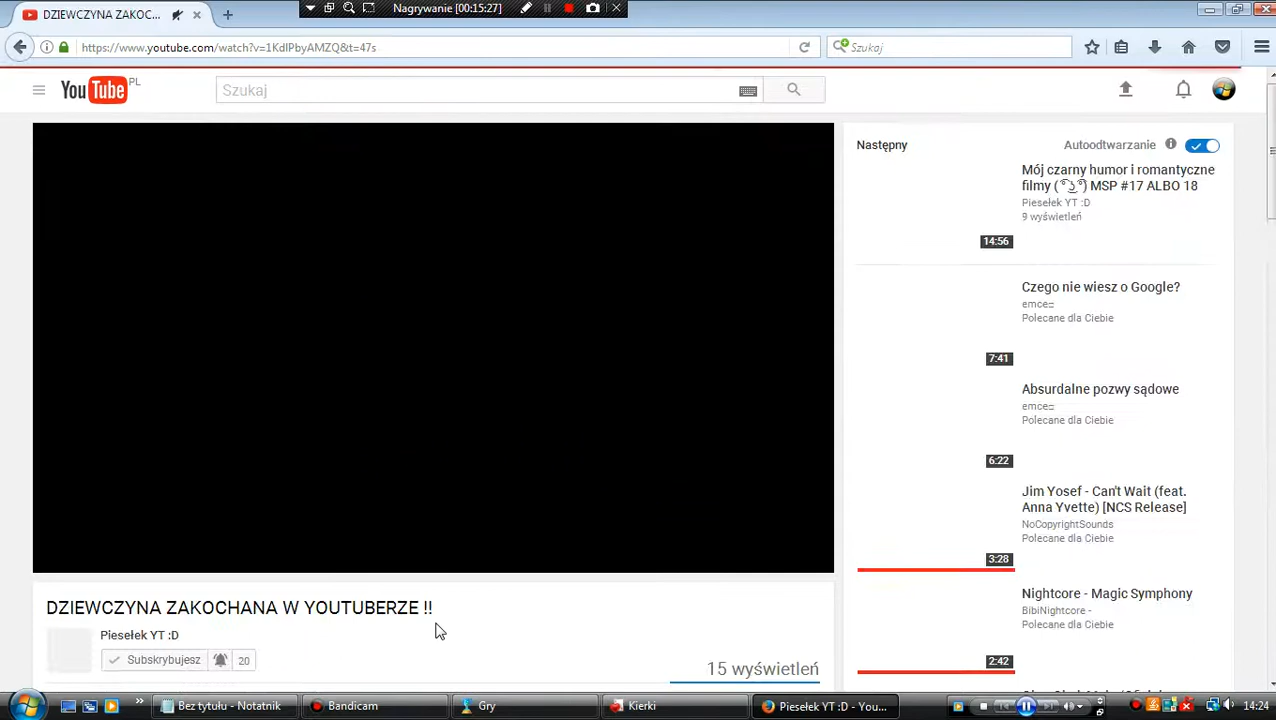 Nagrywanie [00:15:27]
DZIEWCZYNA ZAKOC...
https://www.youtube.com/watch?v=1KdIPbyAMZQ&t=47s
Szukaj
YouTube PL
Szukaj
Następny
Autoodtwarzanie
Mój czarny humor i romantyczne
filmy ( ͡° ͜ʖ ͡°) MSP #17 ALBO 18
Piesełek YT :D
9 wyświetleń
14:56
Czego nie wiesz o Google?
emce
Polecane dla Ciebie
7:41
Absurdalne pozwy sądowe
emce
Polecane dla Ciebie
6:22
Jim Yosef - Can't Wait (feat.
Anna Yvette) [NCS Release]
NoCopyrightSounds
Polecane dla Ciebie
3:28
Nightcore - Magic Symphony
BibiNightcore -
Polecane dla Ciebie
2:42
DZIEWCZYNA ZAKOCHANA W YOUTUBERZE !!
Piesełek YT :D
Subskrybujesz
20
15 wyświetleń
Bez tytułu - Notatnik
Bandicam
Gry
Kierki
Piesełek YT :D - You...
14:24